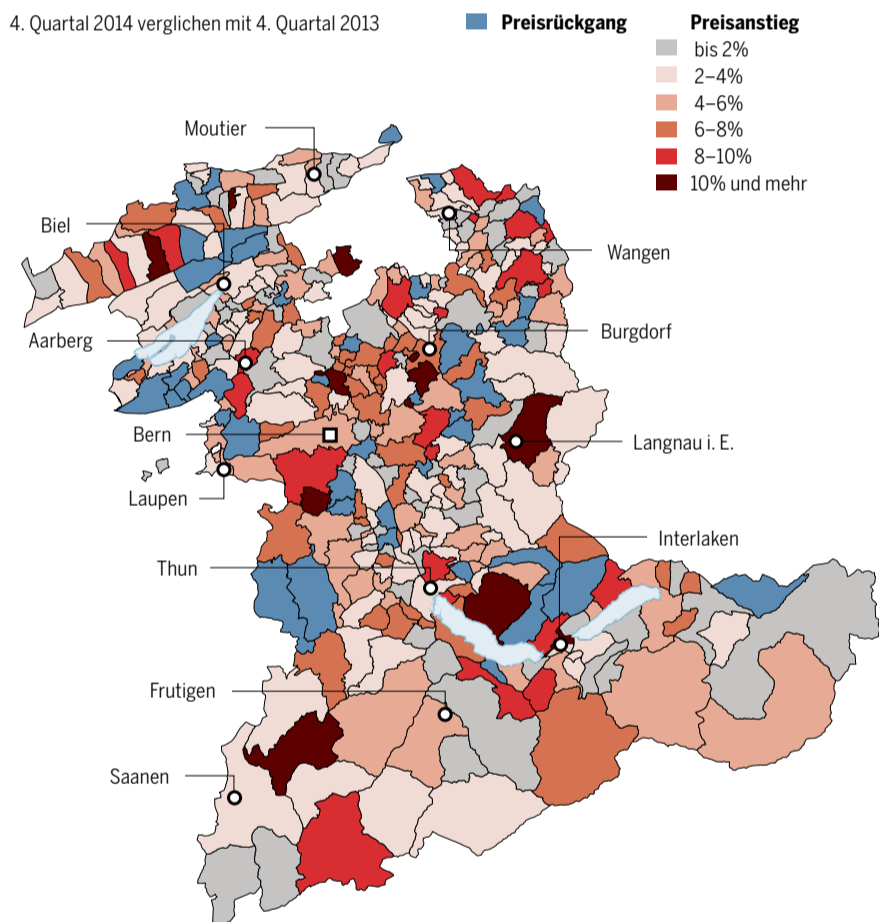 4. Quartal 2014 verglichen mit 4. Quartal 2013
Preisrückgang
Preisanstieg
bis 2%
2–4%
4–6%
6–8%
8–10%
10% und mehr
Moutier
Biel
Wangen
Aarberg
Burgdorf
Bern
Langnau i. E.
Laupen
Interlaken
Thun
Frutigen
Saanen